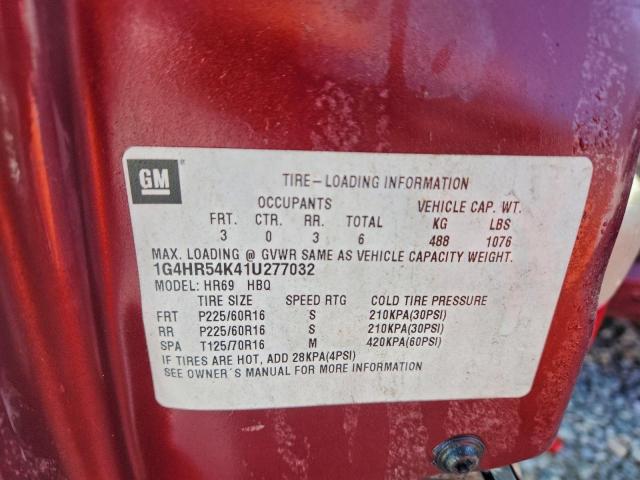 GM
TIRE-LOADING INFORMATION
OCCUPANTS VEHICLE CAP. WT.
FRT. CTR. RR. TOTAL KG LBS
3 0 3 6 488 1076
MAX. LOADING @ GVWR SAME AS VEHICLE CAPACITY WEIGHT.
1G4HR54K41U277032
MODEL: HR69 HBQ
TIRE SIZE SPEED RTG COLD TIRE PRESSURE
FRT P225/60R16 S 210KPA(30PSI)
RR P225/60R16 S 210KPA(30PSI)
SPA T125/70R16 M 420KPA(60PSI)
IF TIRES ARE HOT, ADD 28KPA(4PSI)
SEE OWNER´S MANUAL FOR MORE INFORMATION